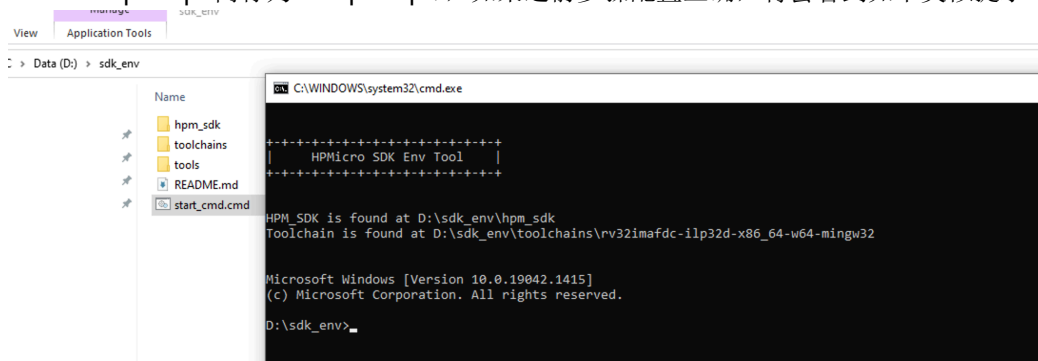 sdk_env
View Application Tools
> Data (D:) > sdk_env
Name
hpm_sdk
toolchains
tools
README.md
start_cmd.cmd
C:\WINDOWS\system32\cmd.exe
+-+-+-+-+-+-+-+-+-+-+-+-+-+-+-+
| HPMicro SDK Env Tool |
+-+-+-+-+-+-+-+-+-+-+-+-+-+-+-+
HPM_SDK is found at D:\sdk_env\hpm_sdk
Toolchain is found at D:\sdk_env\toolchains\rv32imafdc-ilp32d-x86_64-w64-mingw32
Microsoft Windows [Version 10.0.19042.1415]
(c) Microsoft Corporation. All rights reserved.
D:\sdk_env>_